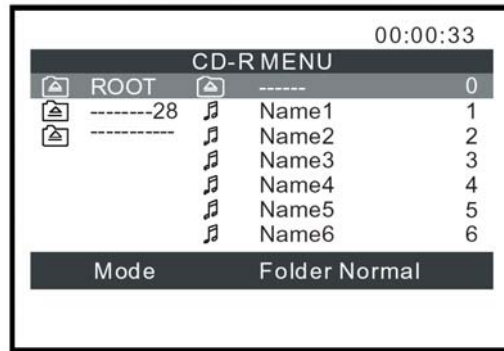 00:00:33
CD-R MENU
ROOT ------ 0
--------28 Name1 1
----------- Name2 2
Name3 3
Name4 4
Name5 5
Name6 6
Mode Folder Normal